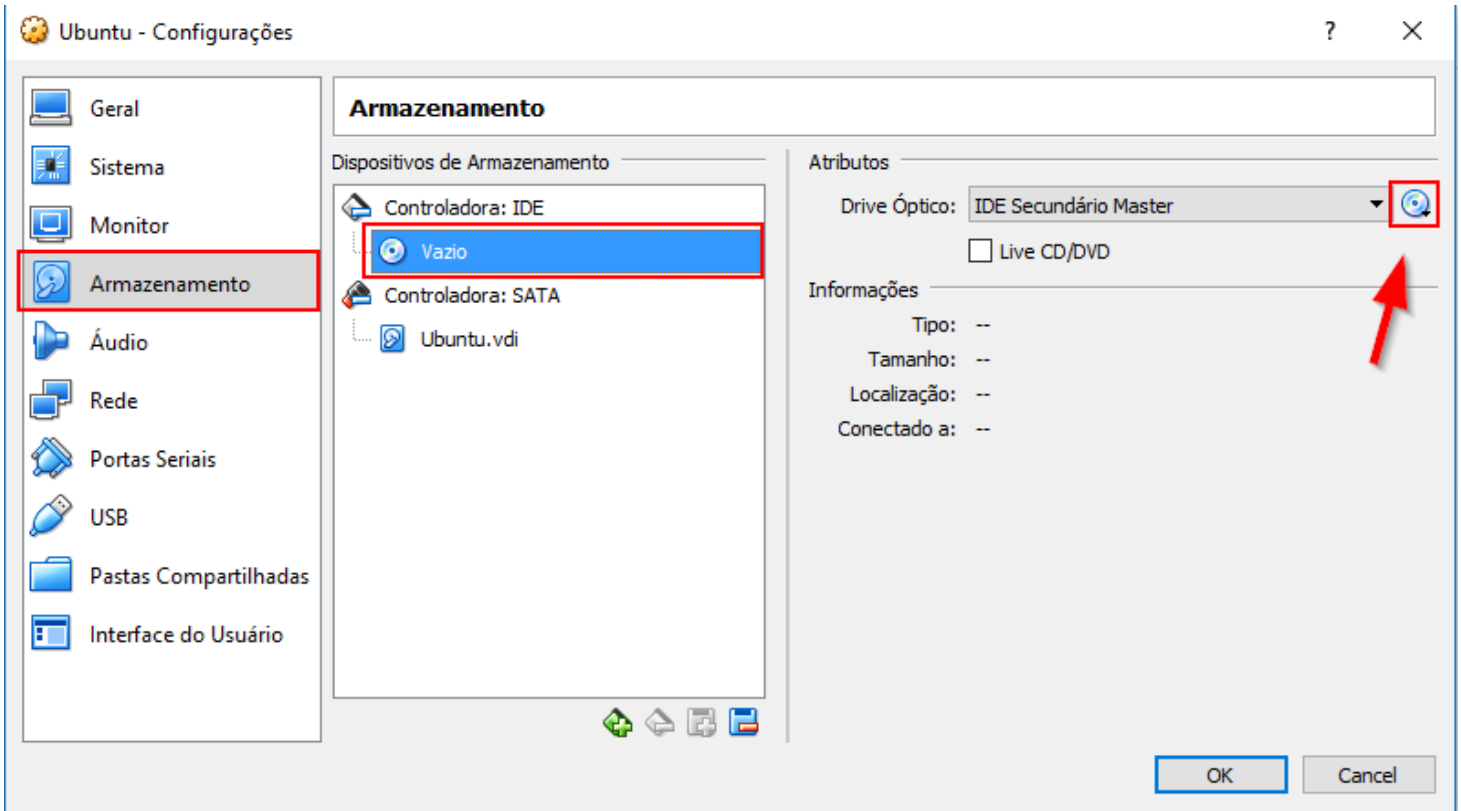 Ubuntu - Configurações
?
Geral
Sistema
Monitor
Armazenamento
Áudio
Rede
Portas Seriais
USB
Pastas Compartilhadas
Interface do Usuário
Armazenamento
Dispositivos de Armazenamento
Controladora: IDE
Vazio
Controladora: SATA
Ubuntu.vdi
Atributos
Drive Óptico: IDE Secundário Master
Live CD/DVD
Informações
Tipo: --
Tamanho: --
Localização: --
Conectado a: --
OK Cancel